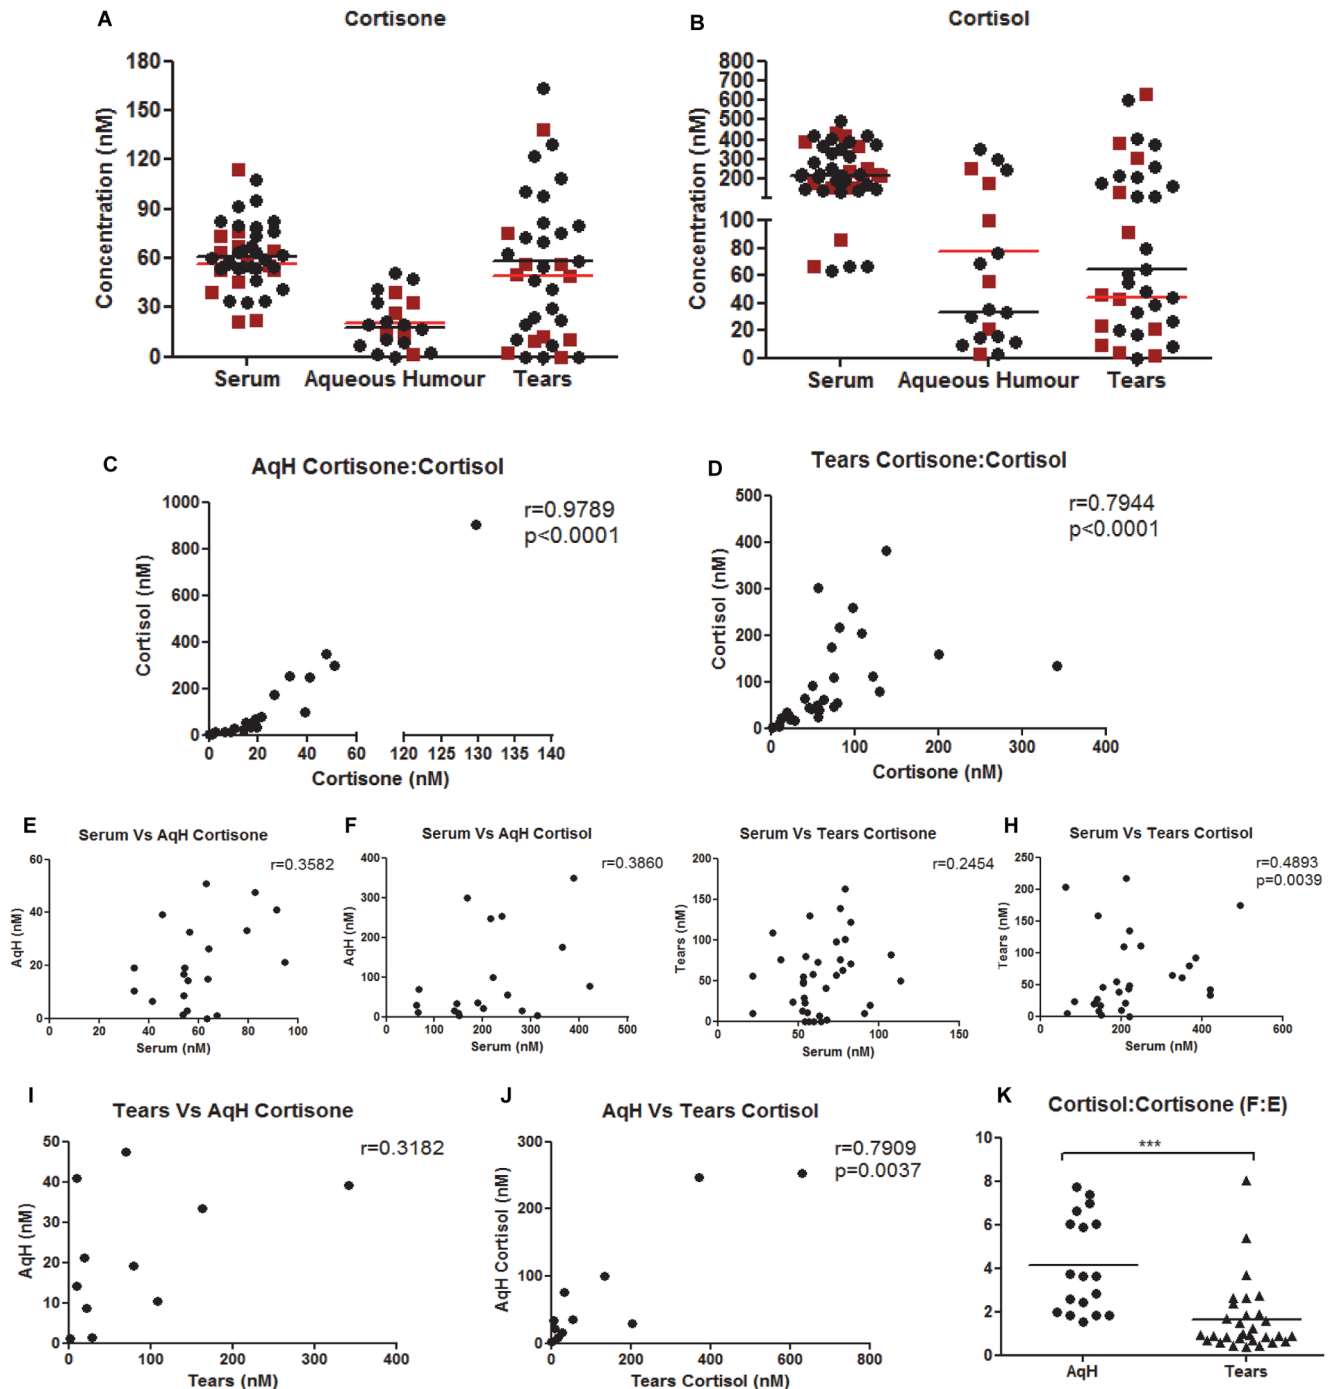 A
Cortisone
180
150
120
90
60
30
0
Concentration (nM)
Serum
Aqueous Humour
Tears
B
Cortisol
800
700
600
500
400
300
200
100
80
60
40
20
0
Concentration (nM)
Serum
Aqueous Humour
Tears
C
AqH Cortisone:Cortisol
r=0.9789
p<0.0001
1000
800
600
400
200
0
Cortisol (nM)
0
20
40
60
120
125
130
135
140
Cortisone (nM)
D
Tears Cortisone:Cortisol
r=0.7944
p<0.0001
500
400
300
200
100
0
Cortisol (nM)
0
100
200
300
400
Cortisone (nM)
E
Serum Vs AqH Cortisone
r=0.3582
60
40
20
0
AqH (nM)
0
20
40
60
80
100
Serum (nM)
F
Serum Vs AqH Cortisol
r=0.3860
400
300
200
100
0
AqH (nM)
0
100
200
300
400
500
Serum (nM)
Serum Vs Tears Cortisone
r=0.2454
200
150
100
50
0
Tears (nM)
0
50
100
150
Serum (nM)
H
Serum Vs Tears Cortisol
r=0.4893
p=0.0039
250
200
150
100
50
0
Tears (nM)
0
200
400
600
Serum (nM)
I
Tears Vs AqH Cortisone
r=0.3182
50
40
30
20
10
0
AqH (nM)
0
100
200
300
400
Tears (nM)
J
AqH Vs Tears Cortisol
r=0.7909
p=0.0037
300
200
100
0
AqH Cortisol (nM)
0
200
400
600
800
Tears Cortisol (nM)
K
Cortisol:Cortisone (F:E)
***
10
8
6
4
2
0
AqH
Tears